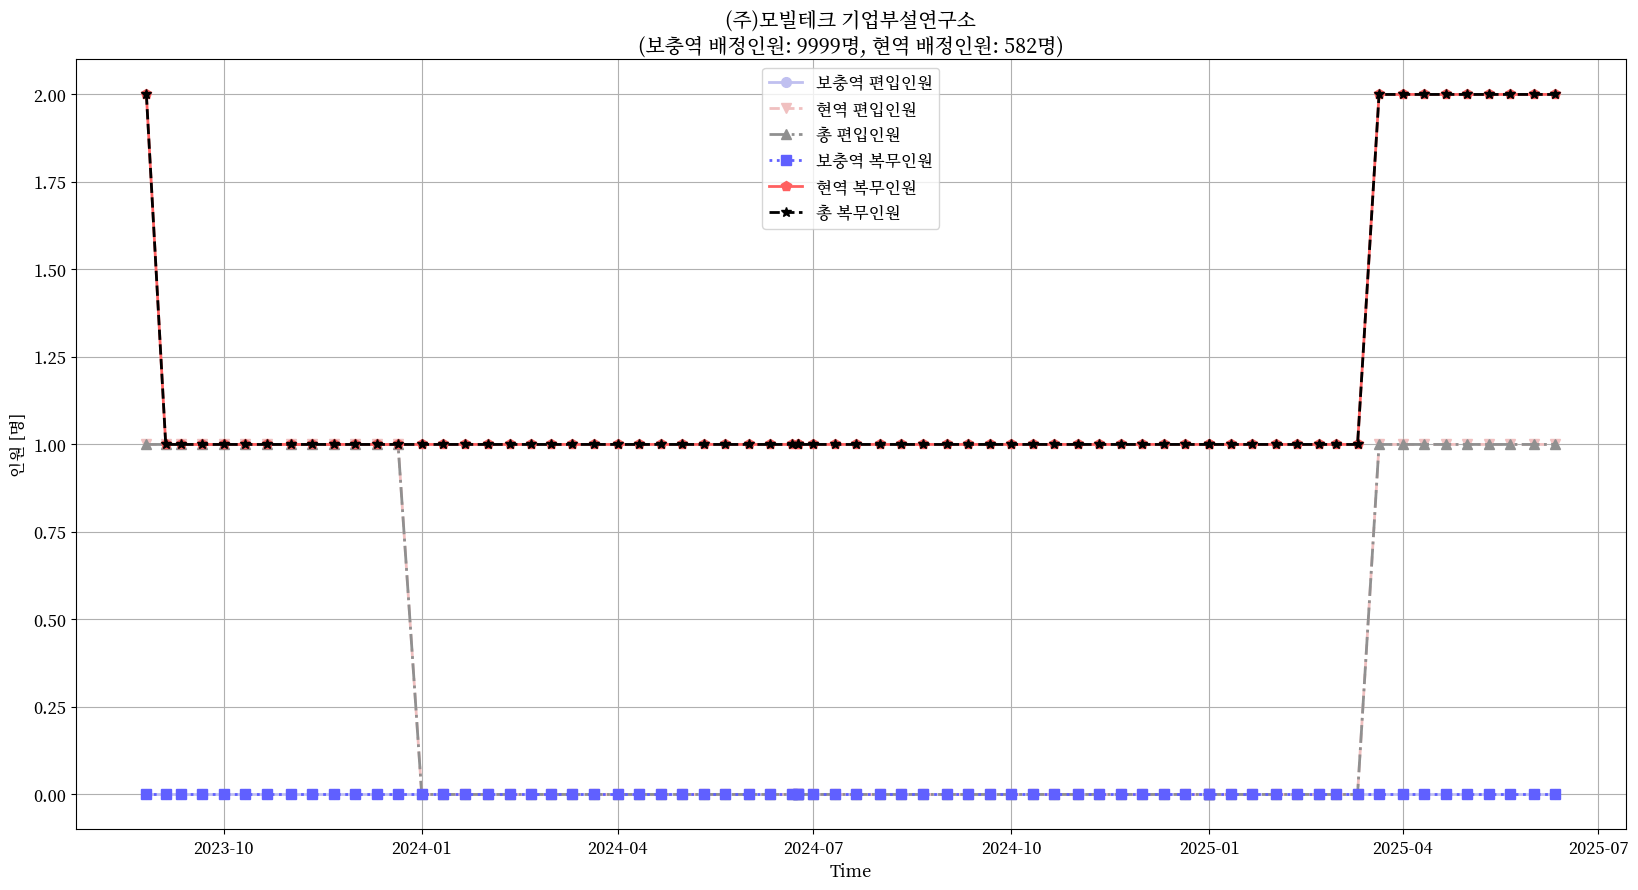 (주)모빌테크 기업부설연구소
(보충역 배정인원: 9999명, 현역 배정인원: 582명)
보충역 편입인원
현역 편입인원
총 편입인원
보충역 복무인원
현역 복무인원
총 복무인원
인원 [명]
2.00
1.75
1.50
1.25
1.00
0.75
0.50
0.25
0.00
2023-10
2024-01
2024-04
2024-07
2024-10
2025-01
2025-04
2025-07
Time